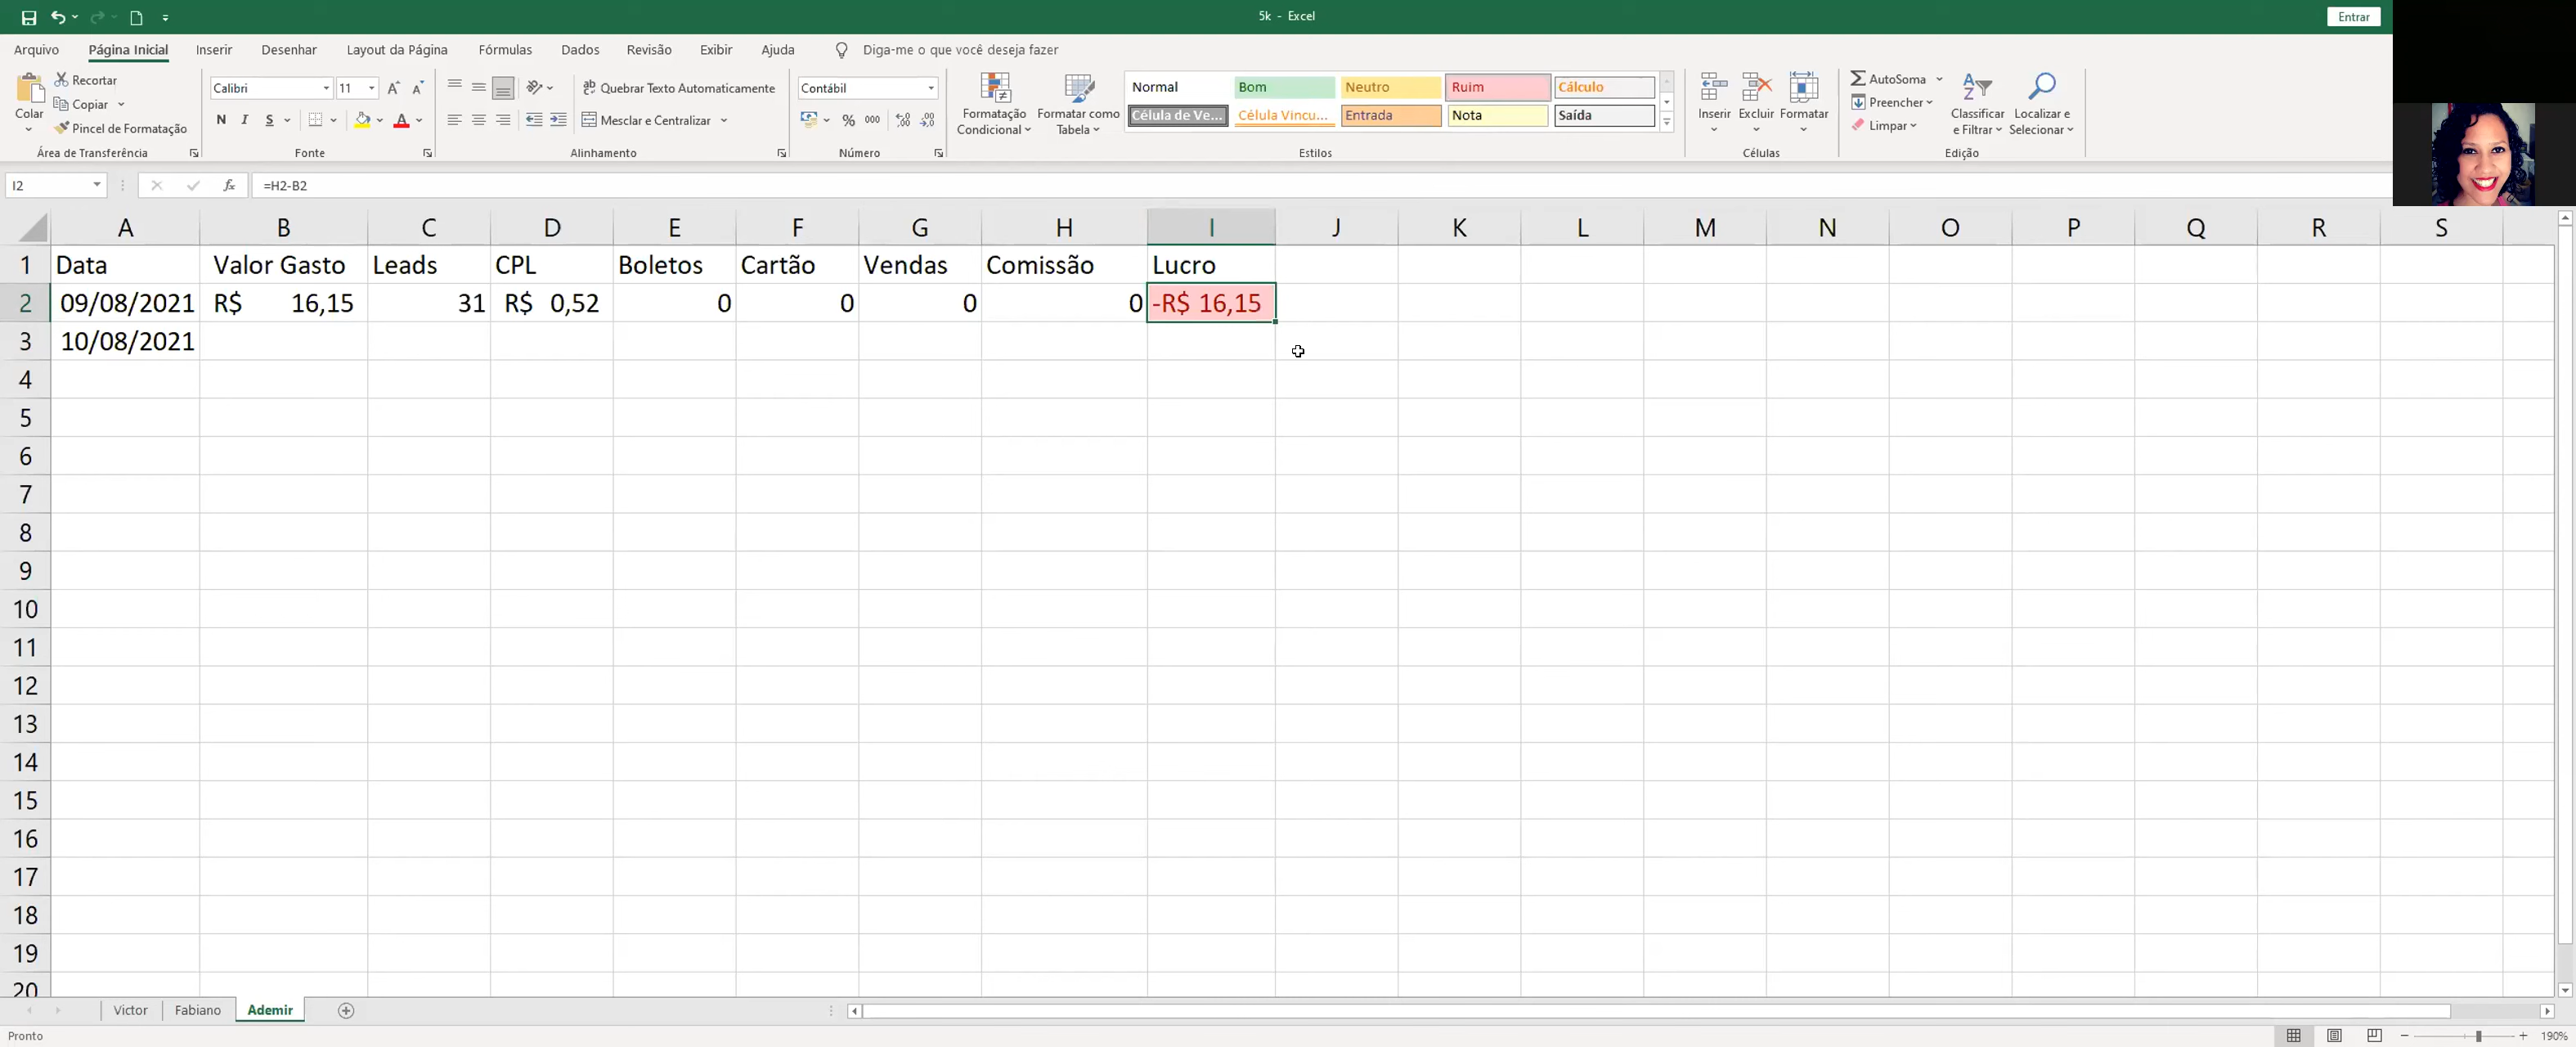 5k - Excel
Entrar
Arquivo Página Inicial Inserir Desenhar Layout da Página Fórmulas Dados Revisão Exibir Ajuda Diga-me o que você deseja fazer
Colar
Recortar
Copiar
Pincel de Formatação
Área de Transferência
Calibri 11
N I S
Fonte
Quebrar Texto Automaticamente
Mesclar e Centralizar
Alinhamento
Contábil
% 000
Número
Formatação Condicional
Formatar como Tabela
Normal Bom Neutro Ruim Cálculo
Célula de Ve... Célula Vincu... Entrada Nota Saída
Estilos
Inserir Excluir Formatar
Células
AutoSoma
Preencher
Limpar
Classificar e Filtrar
Localizar e Selecionar
Edição
I2 fx =H2-B2
A B C D E F G H I J K L M N O P Q R S
1 Data Valor Gasto Leads CPL Boletos Cartão Vendas Comissão Lucro
2 09/08/2021 R$ 16,15 31 R$ 0,52 0 0 0 0 -R$ 16,15
3 10/08/2021
4
5
6
7
8
9
10
11
12
13
14
15
16
17
18
19
20
Victor Fabiano Ademir
Pronto
190%